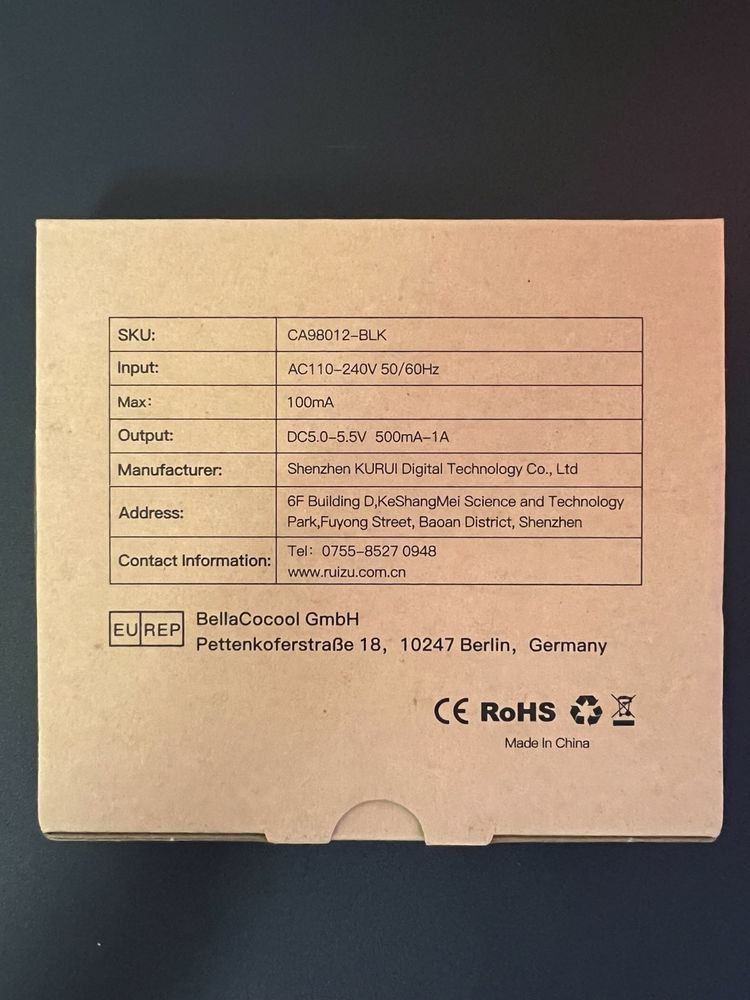 SKU: CA98012-BLK
Input: AC110-240V 50/60Hz
Max: 100mA
Output: DC5.0-5.5V 500mA-1A
Manufacturer: Shenzhen KURUI Digital Technology Co., Ltd
Address: 6F Building D,KeShangMei Science and Technology
Park,Fuyong Street, Baoan District, Shenzhen
Contact Information: Tel: 0755-8527 0948
www.ruizu.com.cn
EU REP BellaCocool GmbH
Pettenkoferstraße 18, 10247 Berlin, Germany
CE RoHS
Made In China